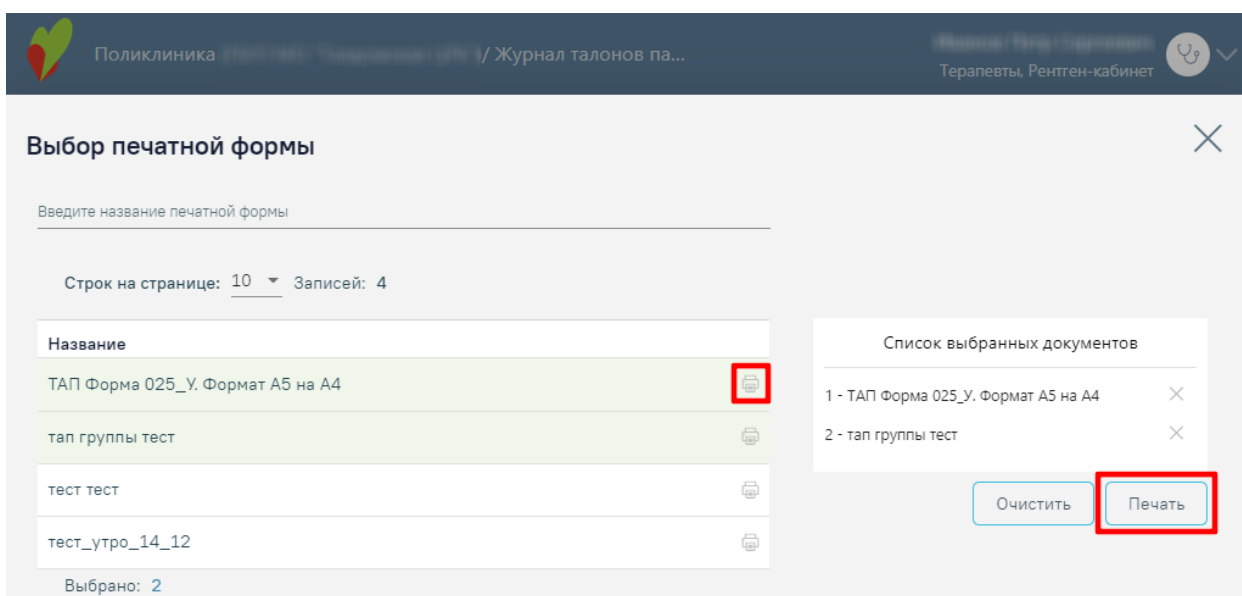 Поликлиника / Журнал талонов па...
Терапевты, Рентген-кабинет
Выбор печатной формы
Введите название печатной формы
Строк на странице: 10 Записей: 4
Название
ТАП Форма 025_У. Формат А5 на А4
тап группы тест
тест тест
тест_утро_14_12
Выбрано: 2
Список выбранных документов
1 - ТАП Форма 025_У. Формат А5 на А4
2 - тап группы тест
Очистить Печать